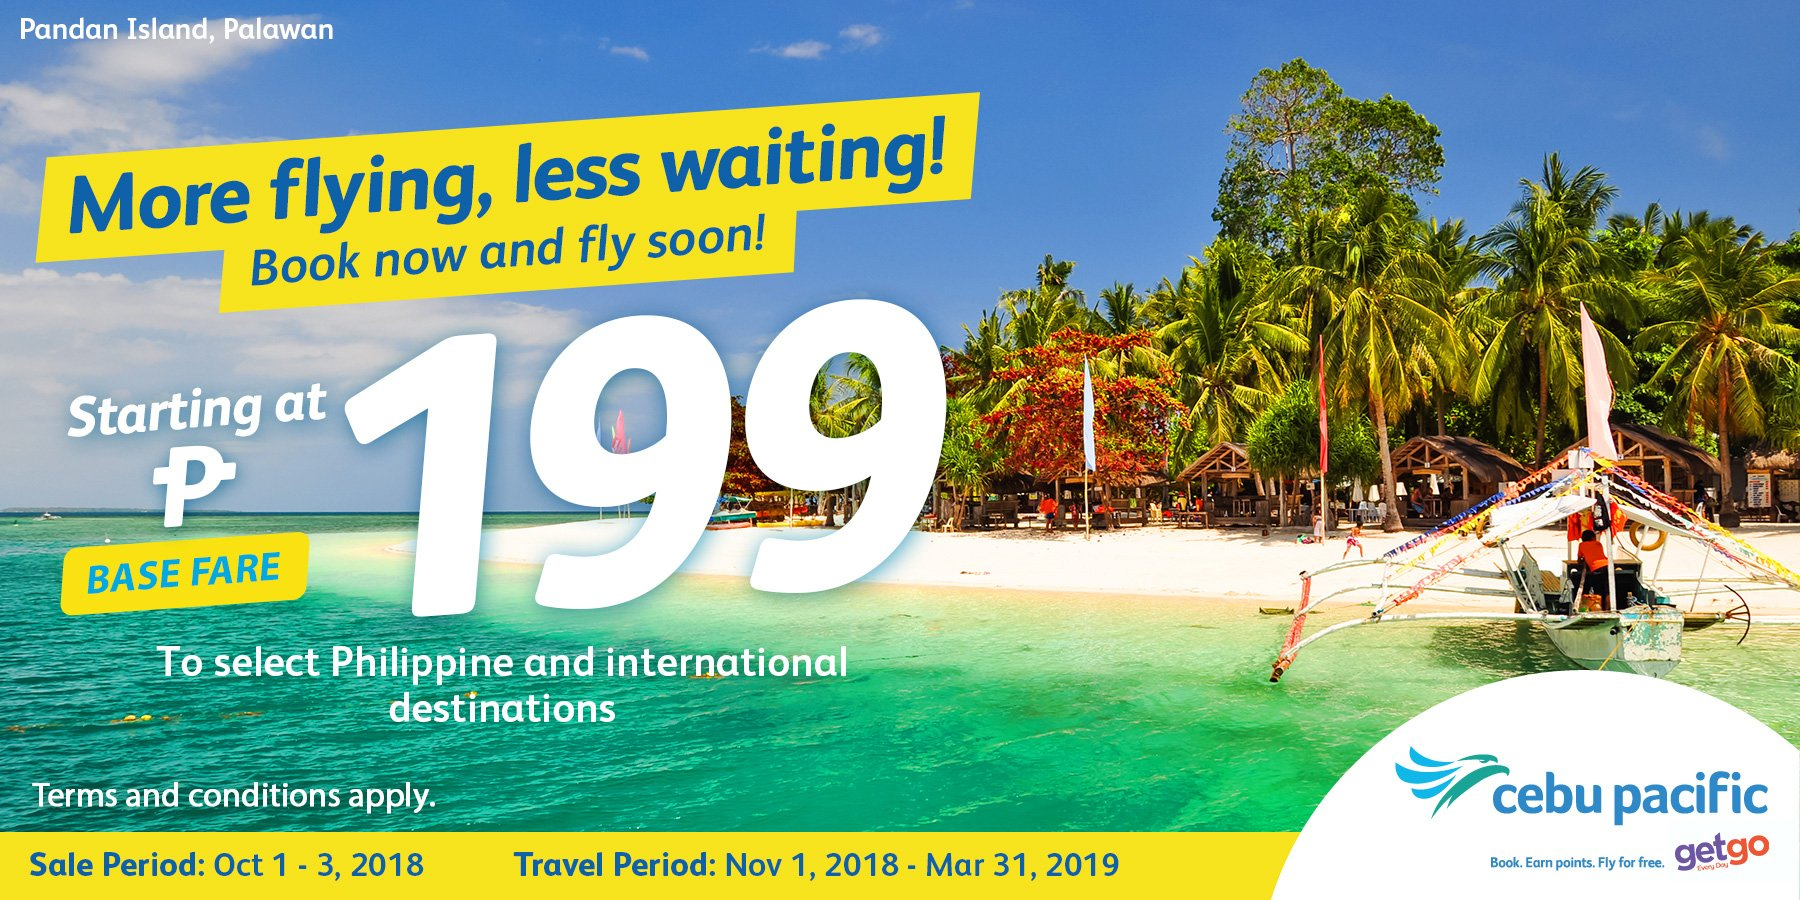 Pandan Island, Palawan
More flying, less waiting!
Book now and fly soon!
Starting at
₱199
BASE FARE
To select Philippine and international
destinations
Terms and conditions apply.
Sale Period: Oct 1 - 3, 2018
Travel Period: Nov 1, 2018 - Mar 31, 2019
cebu pacific
Book. Earn points. Fly for free.
getgo
Every Day